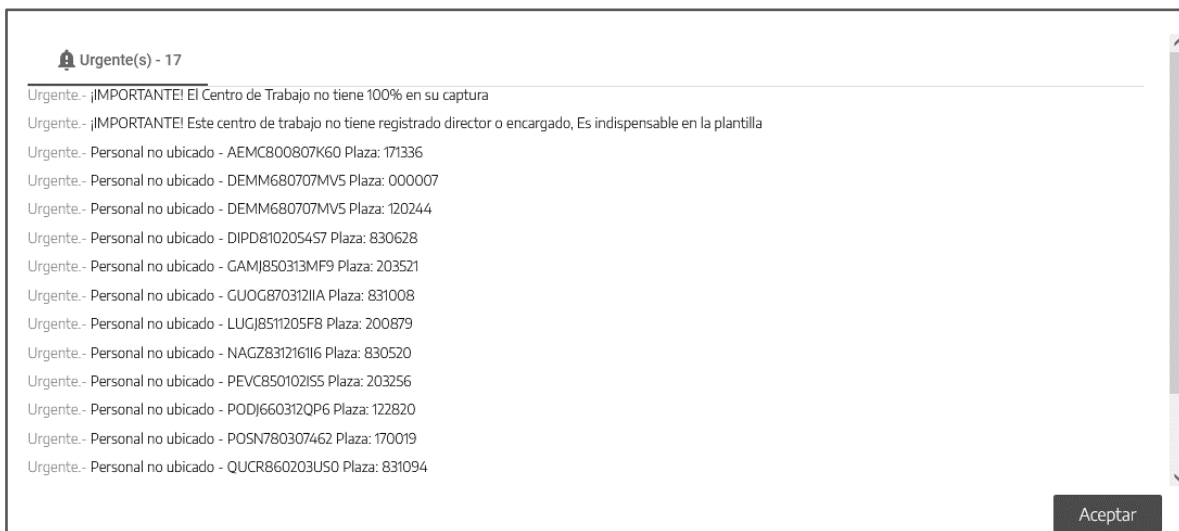 Urgente(s) - 17
Urgente.- ¡IMPORTANTE! El Centro de Trabajo no tiene 100% en su captura
Urgente.- ¡IMPORTANTE! Este centro de trabajo no tiene registrado director o encargado, Es indispensable en la plantilla
Urgente.- Personal no ubicado - AEMC800807K60 Plaza: 171336
Urgente.- Personal no ubicado - DEMM680707MV5 Plaza: 000007
Urgente.- Personal no ubicado - DEMM680707MV5 Plaza: 120244
Urgente.- Personal no ubicado - DIPD8102054S7 Plaza: 830628
Urgente.- Personal no ubicado - GAMJ850313MF9 Plaza: 203521
Urgente.- Personal no ubicado - GUOG870312IIA Plaza: 831008
Urgente.- Personal no ubicado - LUGJ8511205F8 Plaza: 200879
Urgente.- Personal no ubicado - NAGZ8312161I6 Plaza: 830520
Urgente.- Personal no ubicado - PEVC850102IS5 Plaza: 203256
Urgente.- Personal no ubicado - PODJ660312QP6 Plaza: 122820
Urgente.- Personal no ubicado - POSN780307462 Plaza: 170019
Urgente.- Personal no ubicado - QUCR860203US0 Plaza: 831094
Aceptar